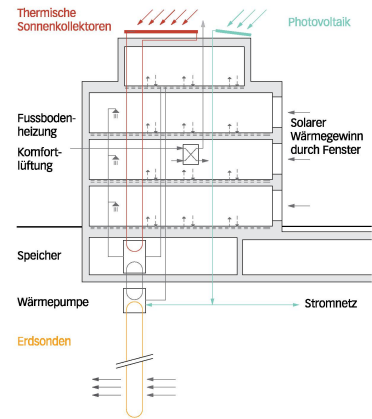 Thermische
Sonnenkollektoren
Photovoltaik
Fussboden-
heizung
Komfort-
lüftung
Solarer
Wärmegewinn
durch Fenster
Speicher
Wärmepumpe
Stromnetz
Erdsonden